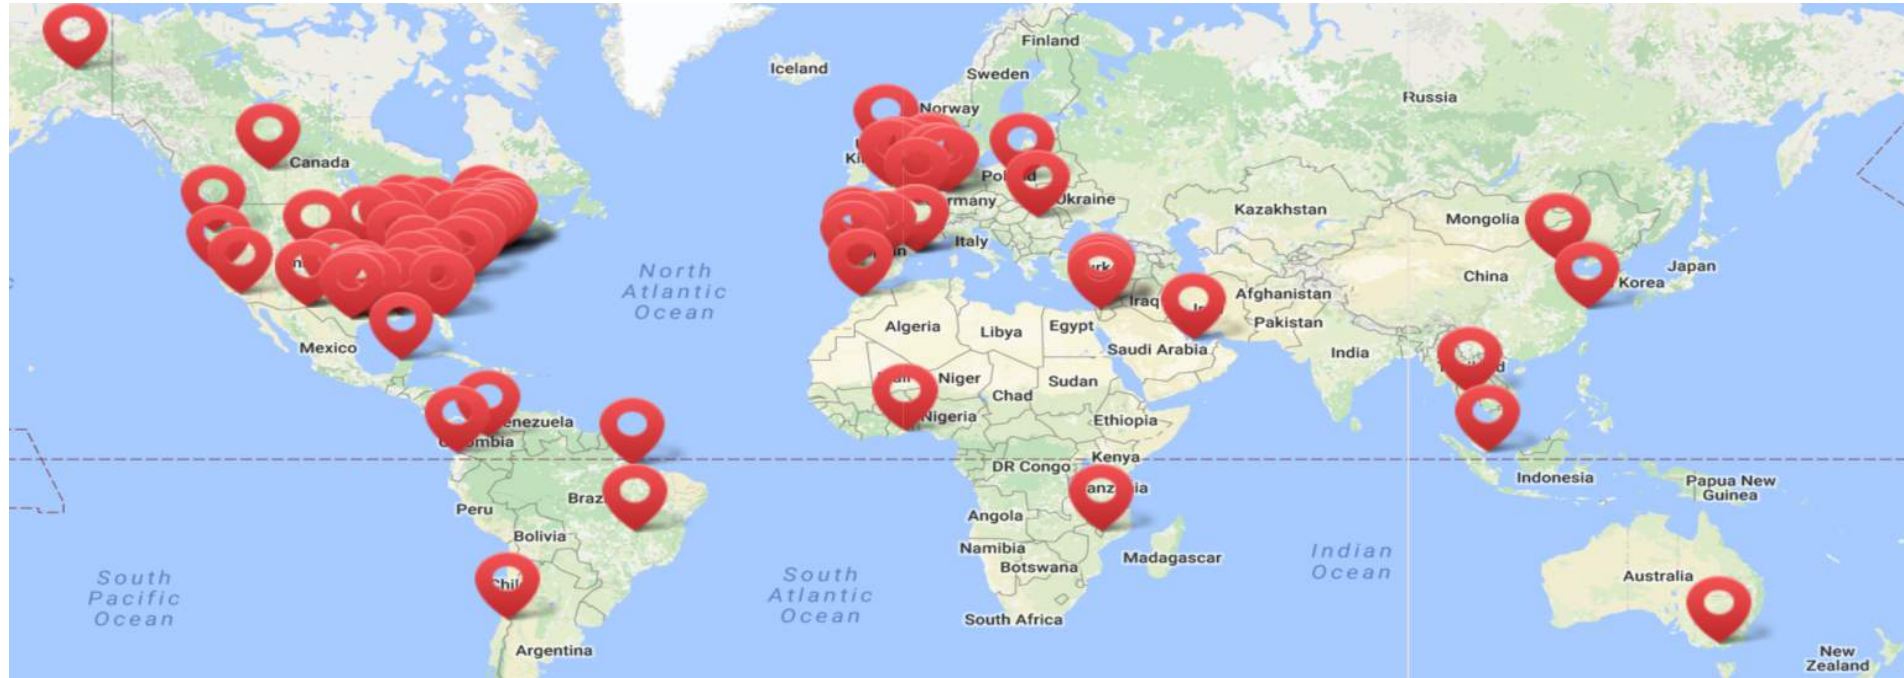 Finland
Iceland
Sweden
Norway
Russia
Canada
Ukraine
Kazakhstan
Mongolia
Italy
Japan
North
Atlantic
Ocean
China
Korea
Iraq
Afghanistan
Pakistan
Algeria
Libya
Egypt
Mexico
Saudi Arabia
India
Niger
Sudan
Chad
Nigeria
Ethiopia
Kenya
DR Congo
Indonesia
Papua New
Guinea
Peru
Angola
Bolivia
Namibia
Botswana
Madagascar
Indian
Ocean
South
Pacific
Ocean
South
Atlantic
Ocean
Australia
South Africa
Argentina
New
Zealand